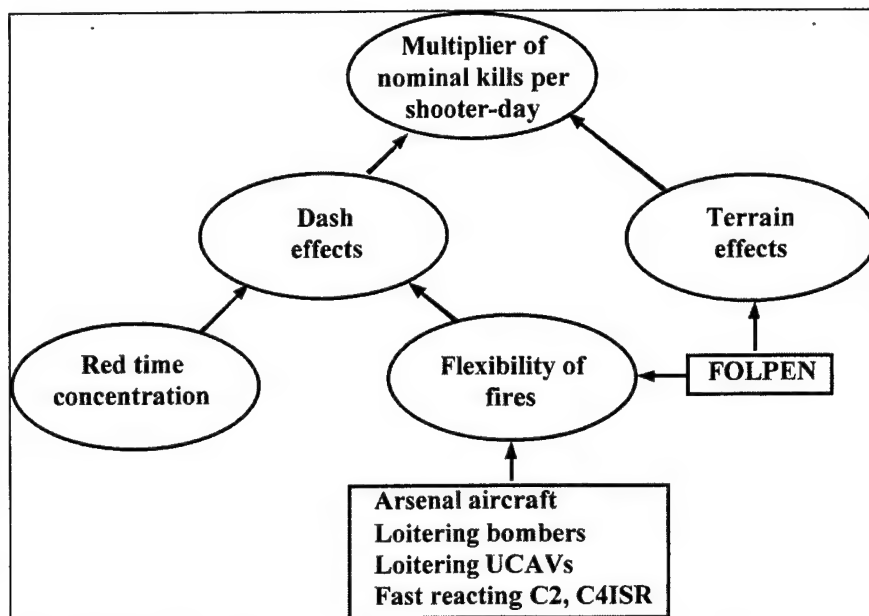 Multiplier of
nominal kills per
shooter-day
Dash
effects
Terrain
effects
Red time
concentration
Flexibility of
fires
FOLPEN
Arsenal aircraft
Loitering bombers
Loitering UCAVs
Fast reacting C2, C4ISR